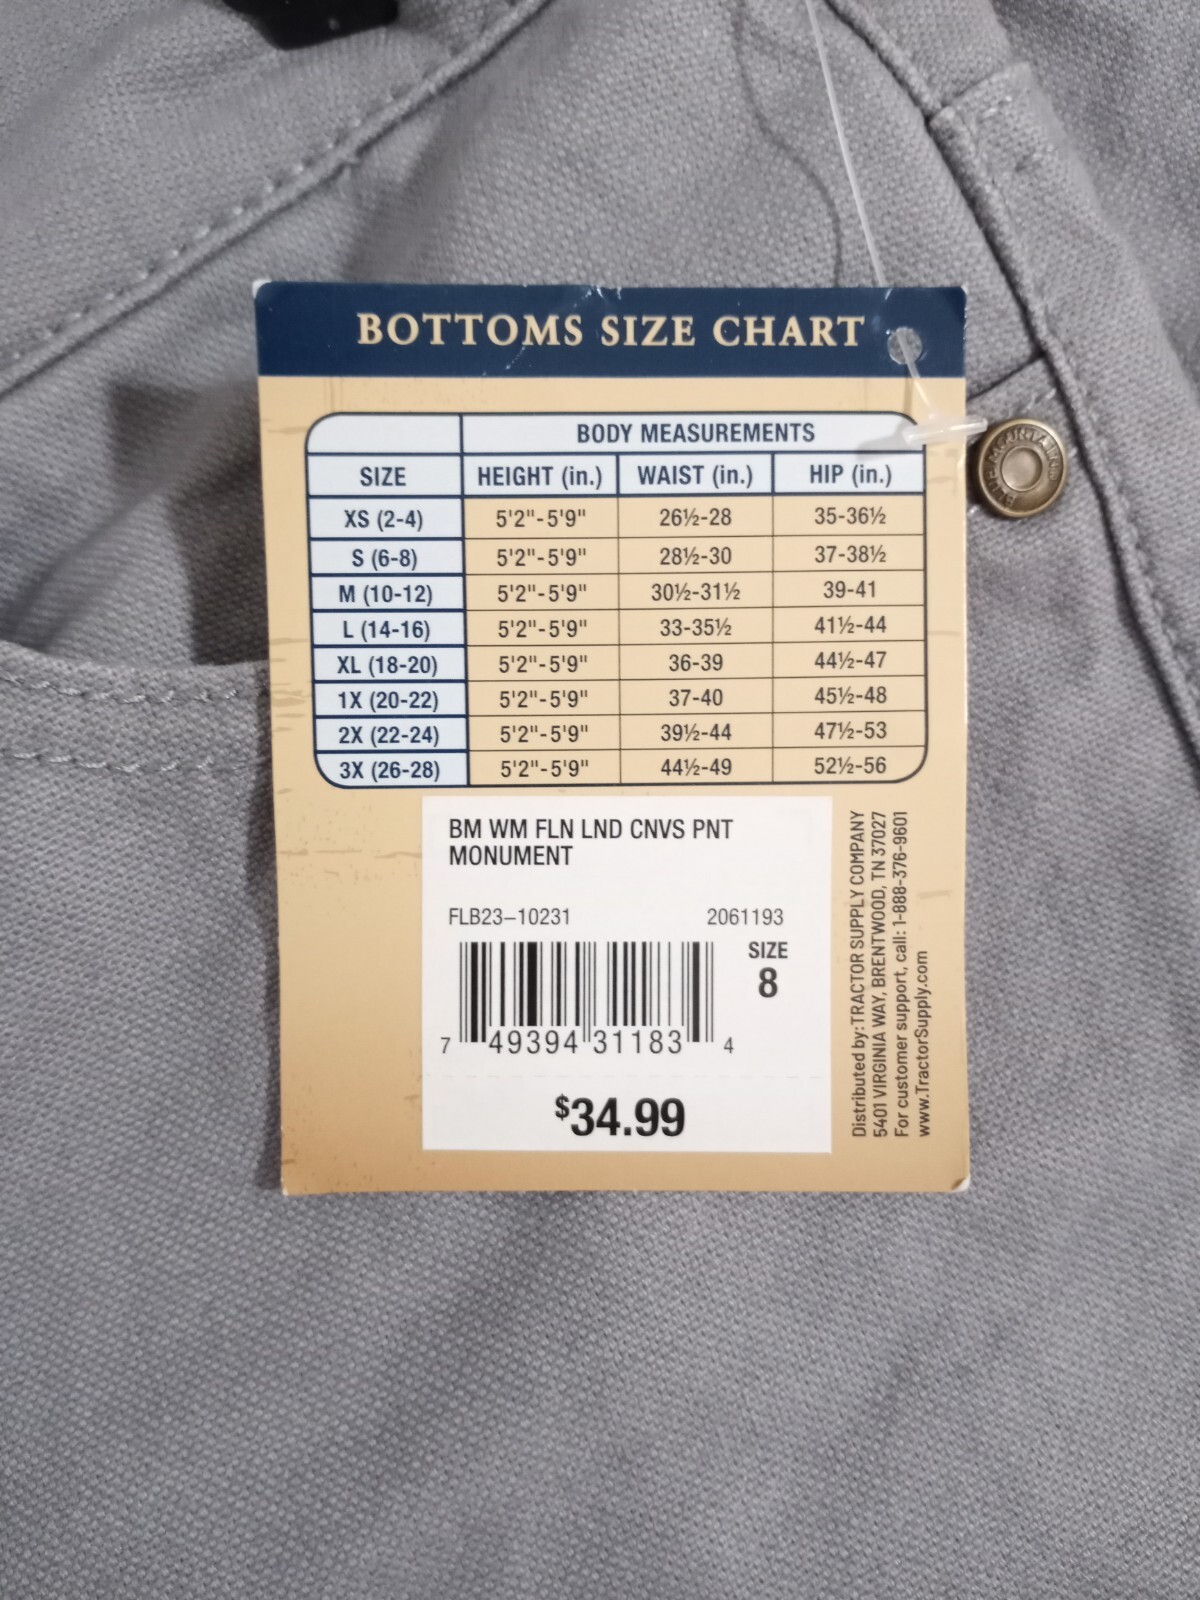 BOTTOMS SIZE CHART
BODY MEASUREMENTS
SIZE HEIGHT (in.) WAIST (in.) HIP (in.)
XS (2-4) 5'2"-5'9" 26½-28 35-36½
S (6-8) 5'2"-5'9" 28½-30 37-38½
M (10-12) 5'2"-5'9" 30½-31½ 39-41
L (14-16) 5'2"-5'9" 33-35½ 41½-44
XL (18-20) 5'2"-5'9" 36-39 44½-47
1X (20-22) 5'2"-5'9" 37-40 45½-48
2X (22-24) 5'2"-5'9" 39½-44 47½-53
3X (26-28) 5'2"-5'9" 44½-49 52½-56
BM WM FLN LND CNVS PNT
MONUMENT
FLB23-10231 2061193
SIZE
8
7 49394 31183 4
$34.99
Distributed by: TRACTOR SUPPLY COMPANY
5401 VIRGINIA WAY, BRENTWOOD, TN 37027
For customer support, call: 1-888-376-9601
www.TractorSupply.com
BLUE MOUNTAIN